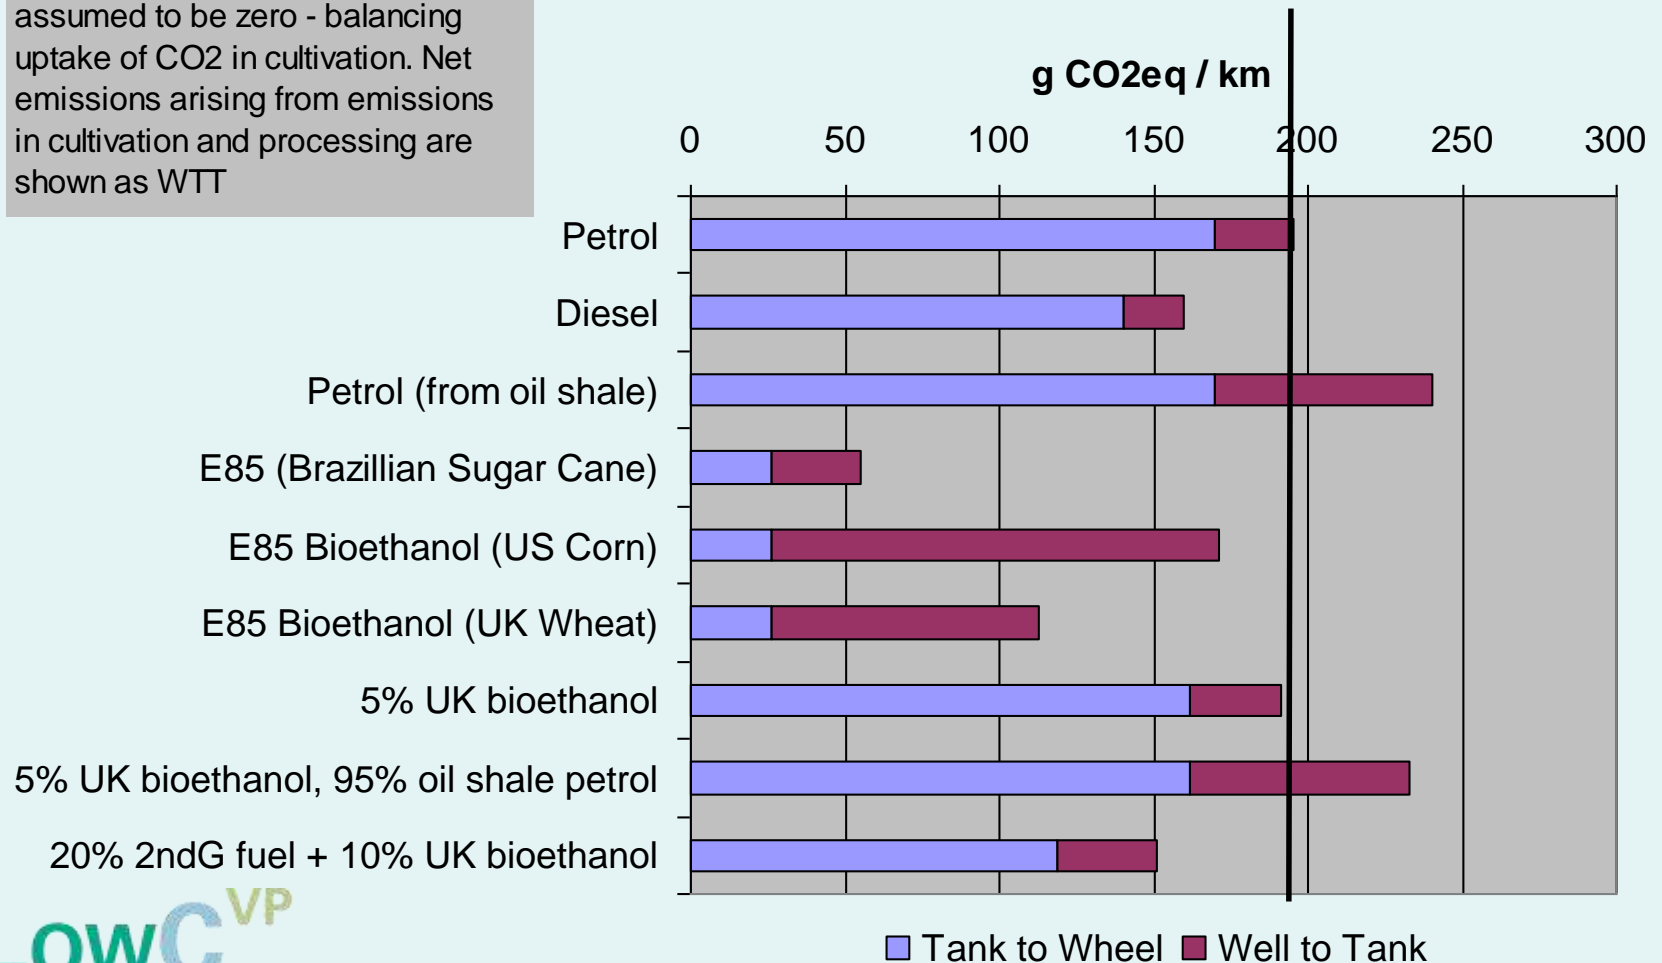 assumed to be zero - balancing
uptake of CO2 in cultivation. Net
emissions arising from emissions
in cultivation and processing are
shown as WTT
g CO2eq / km
0 50 100 150 200 250 300
Petrol
Diesel
Petrol (from oil shale)
E85 (Brazillian Sugar Cane)
E85 Bioethanol (US Corn)
E85 Bioethanol (UK Wheat)
5% UK bioethanol
5% UK bioethanol, 95% oil shale petrol
20% 2ndG fuel + 10% UK bioethanol
owCVP
Tank to Wheel Well to Tank